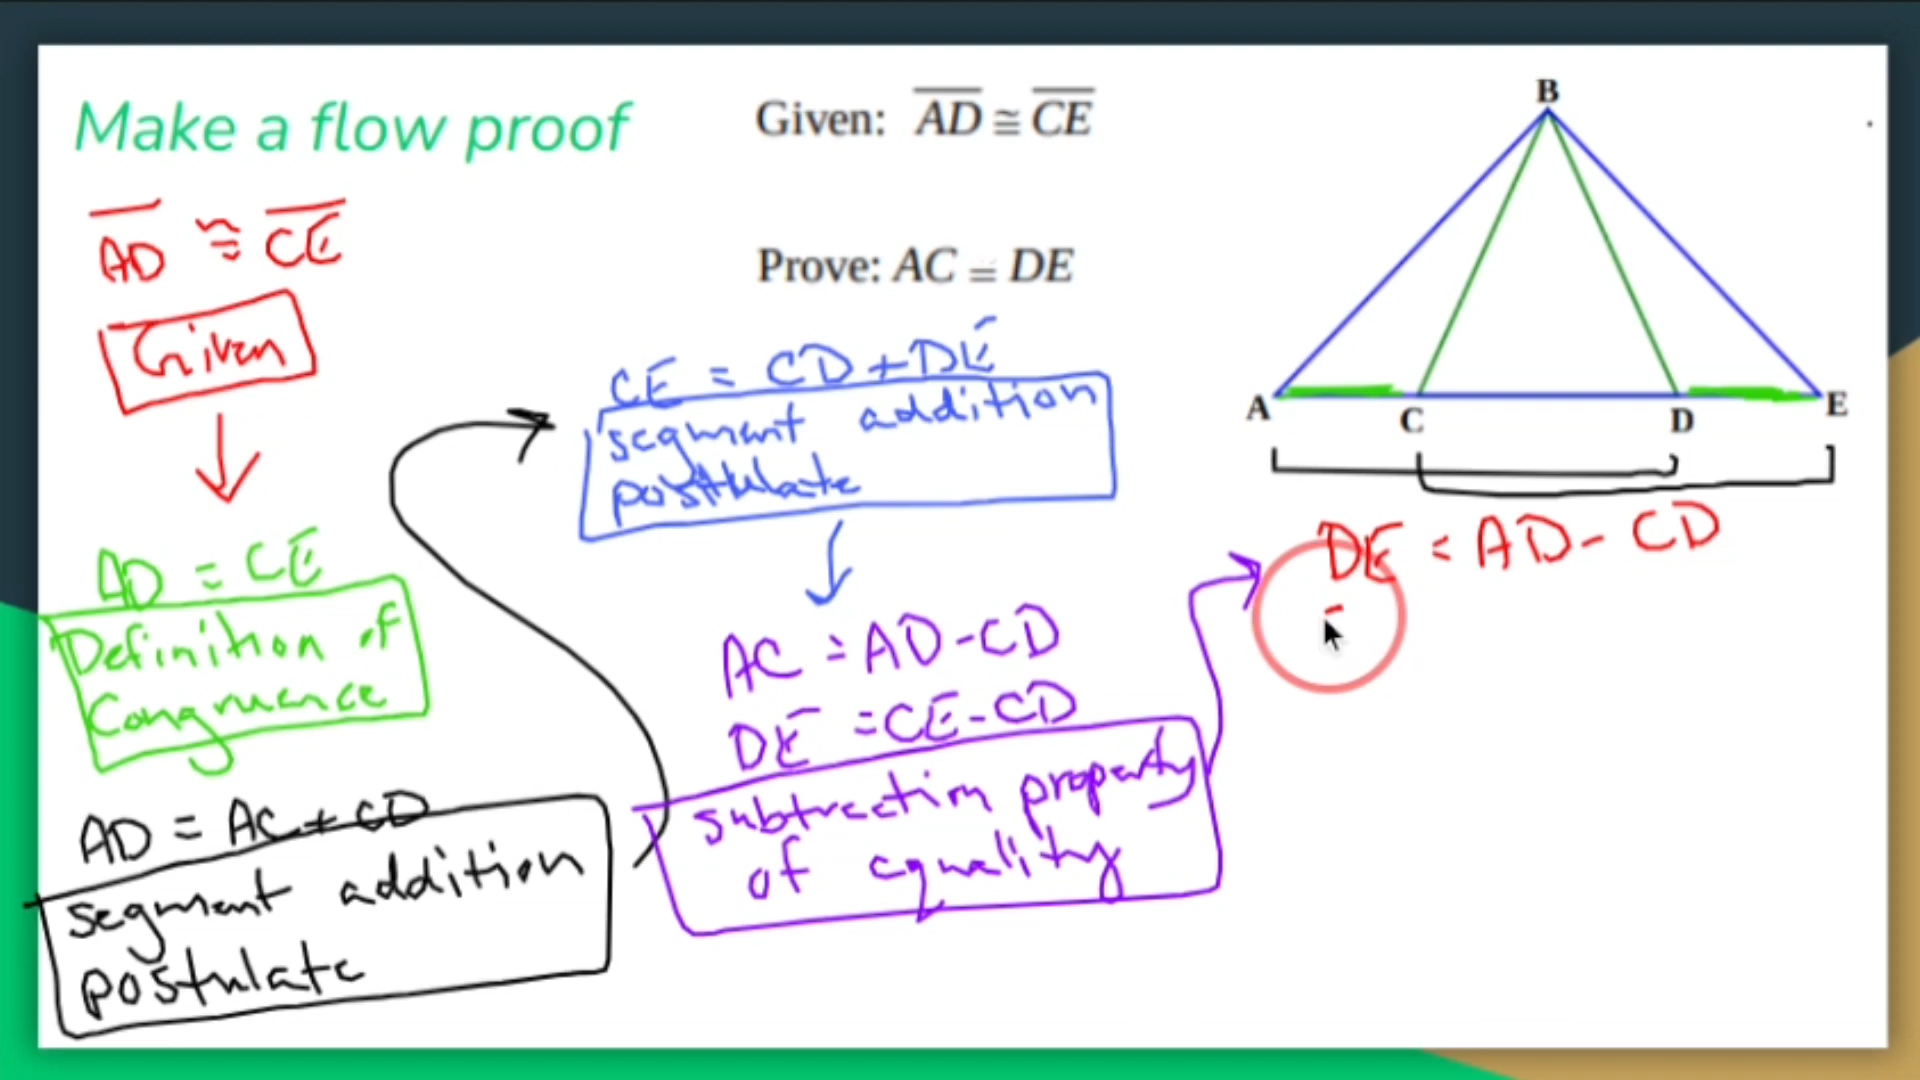 Make a flow proof
Given: AD ≅ CE
Prove: AC = DE
AD ≅ CE
Given
AD = CE
Definition of
Congruence
AD = AC + CD
segment addition
postulate
CE = CD + DE
segment addition
postulate
AC = AD - CD
DE = CE - CD
subtraction property
of equality
B
A
C
D
E
DE = AD - CD